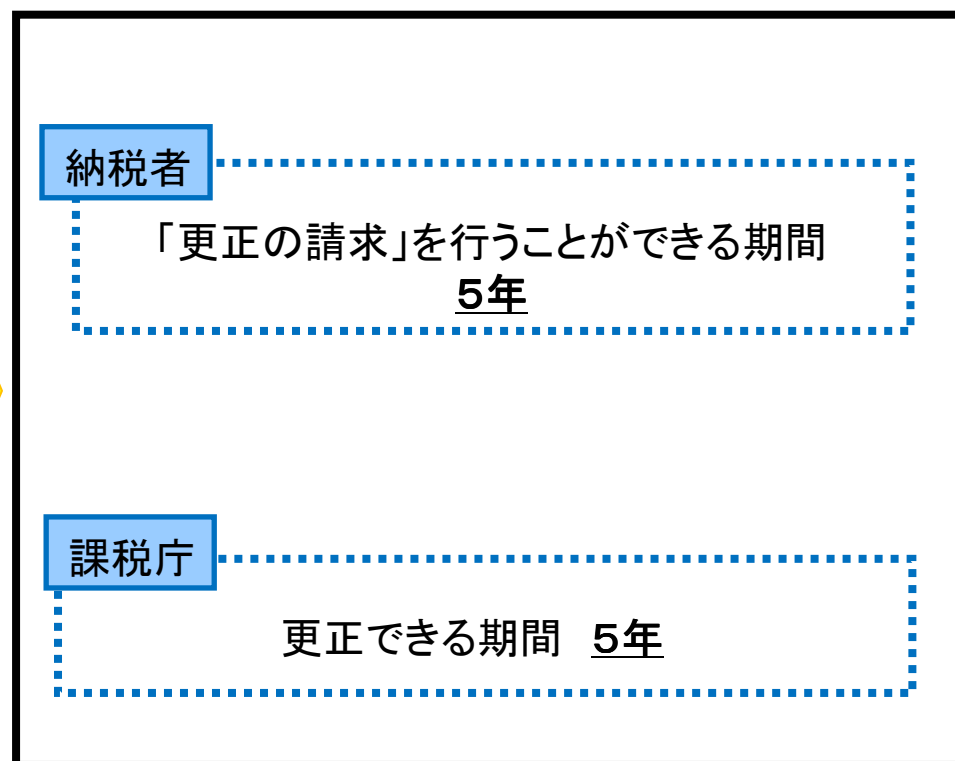 納税者
「更正の請求」を行うことができる期間
５年
課税庁
更正できる期間　５年